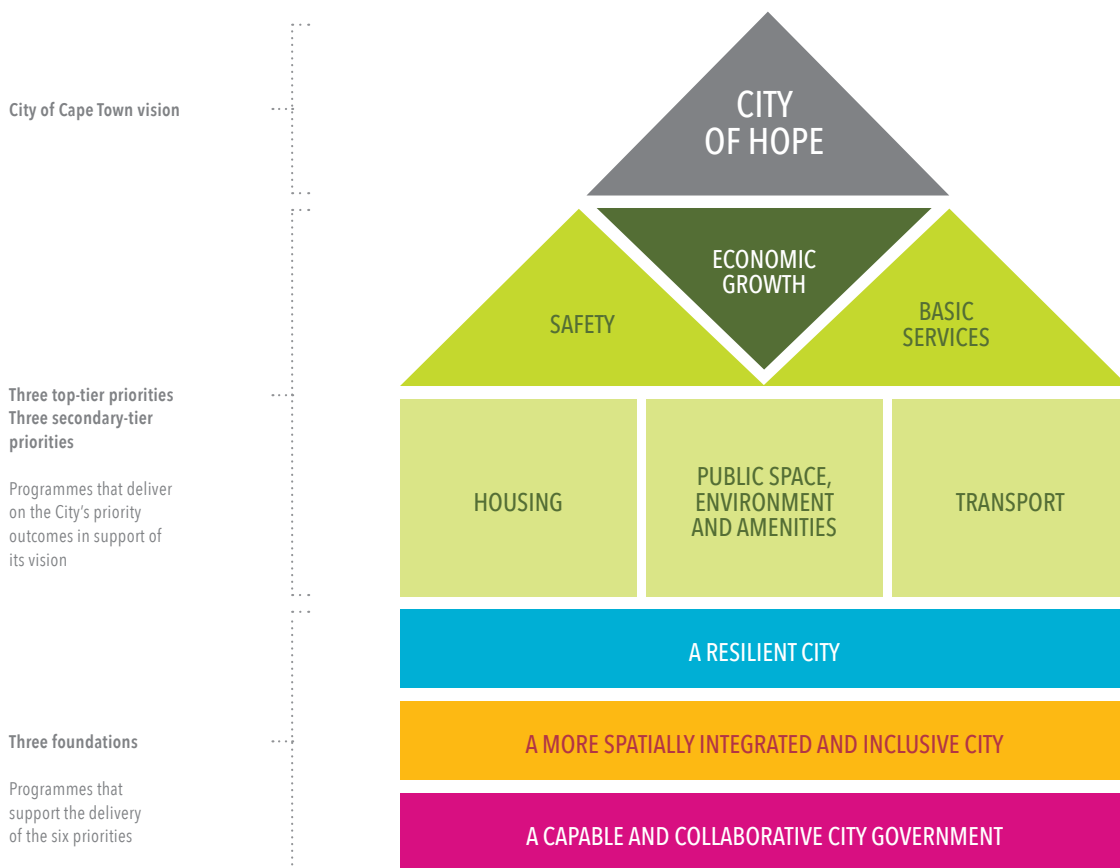 City of Cape Town vision
CITY
OF HOPE
ECONOMIC
GROWTH
SAFETY
BASIC
SERVICES
Three top-tier priorities
Three secondary-tier
priorities
Programmes that deliver
on the City's priority
outcomes in support of
its vision
HOUSING
PUBLIC SPACE,
ENVIRONMENT
AND AMENITIES
TRANSPORT
A RESILIENT CITY
Three foundations
Programmes that
support the delivery
of the six priorities
A MORE SPATIALLY INTEGRATED AND INCLUSIVE CITY
A CAPABLE AND COLLABORATIVE CITY GOVERNMENT